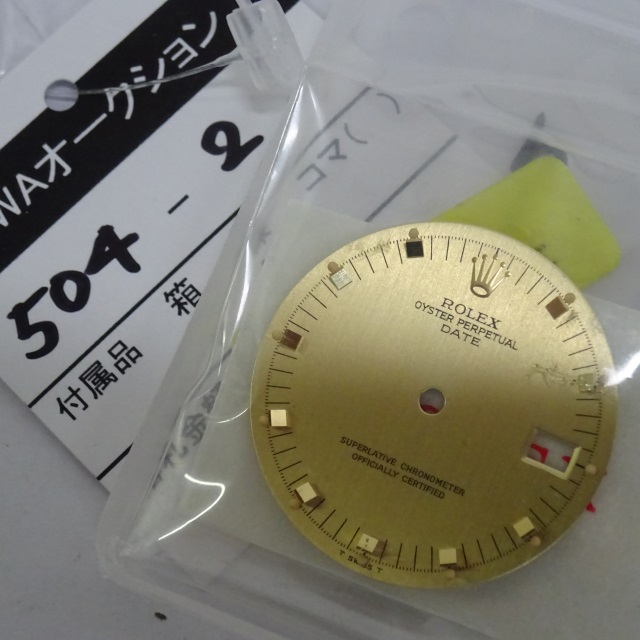 WAオークション
504-2
付属品 箱
コマ( )
ROLEX
OYSTER PERPETUAL
DATE
SUPERLATIVE CHRONOMETER
OFFICIALLY CERTIFIED